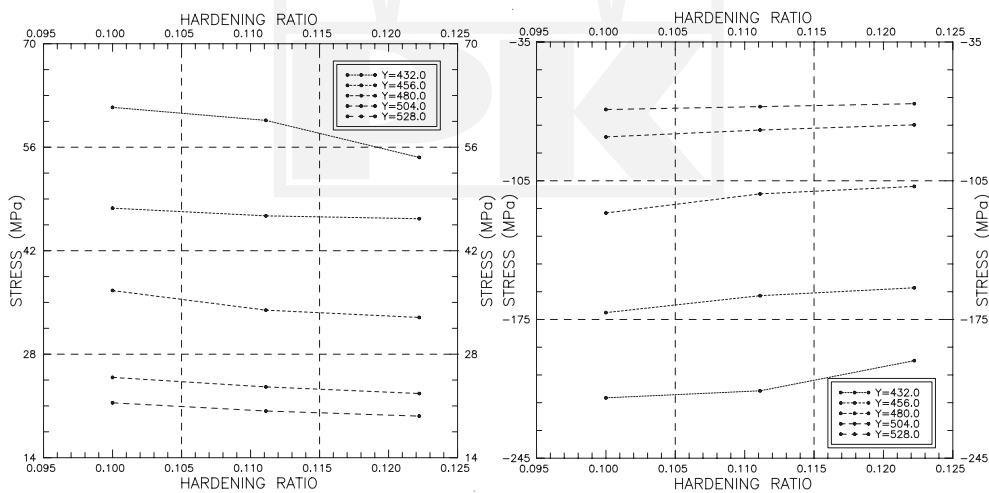 HARDENING RATIO
0.095 0.100 0.105 0.110 0.115 0.120 0.125
70 70
56 56
42 42
28 28
14 14
STRESS (MPa)
STRESS (MPa)
Y=432.0
Y=456.0
Y=480.0
Y=504.0
Y=528.0
0.095 0.100 0.105 0.110 0.115 0.120 0.125
HARDENING RATIO
HARDENING RATIO
0.095 0.100 0.105 0.110 0.115 0.120 0.125
-35 -35
-105 -105
-175 -175
-245 -245
STRESS (MPa)
STRESS (MPa)
Y=432.0
Y=456.0
Y=480.0
Y=504.0
Y=528.0
0.095 0.100 0.105 0.110 0.115 0.120 0.125
HARDENING RATIO
PK